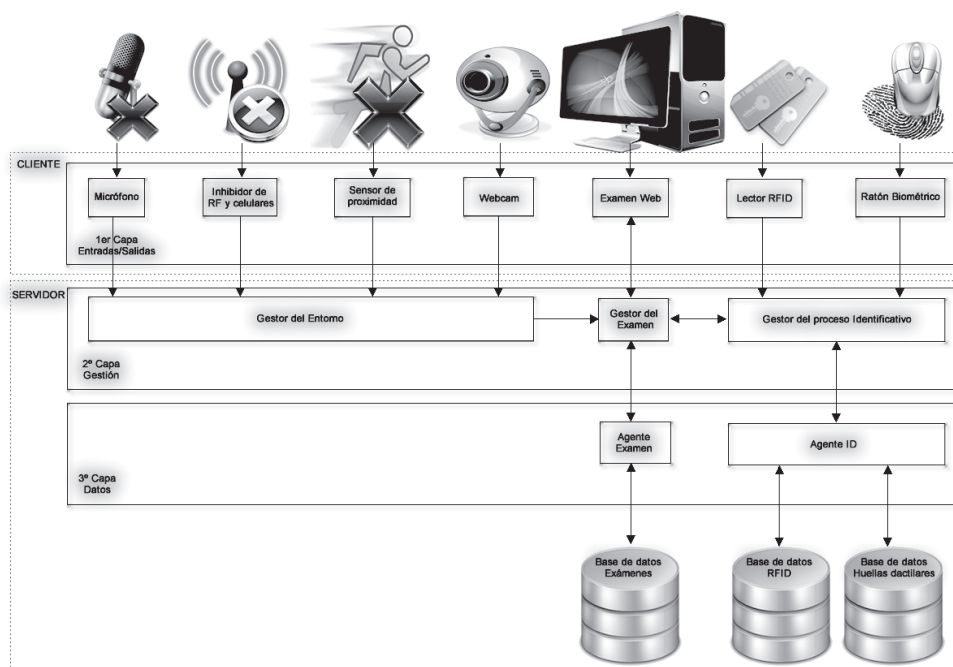 CLIENTE
Micrófono
Inhibidor de
RF y celulares
Sensor de
proximidad
Webcam
Examen Web
Lector RFID
Ratón Biométrico
1er Capa
Entradas/Salidas
SERVIDOR
Gestor del Entorno
Gestor del
Examen
Gestor del proceso Identificativo
2º Capa
Gestión
Agente
Examen
Agente ID
3º Capa
Datos
Base de datos
Exámenes
Base de datos
RFID
Base de datos
Huellas dactilares